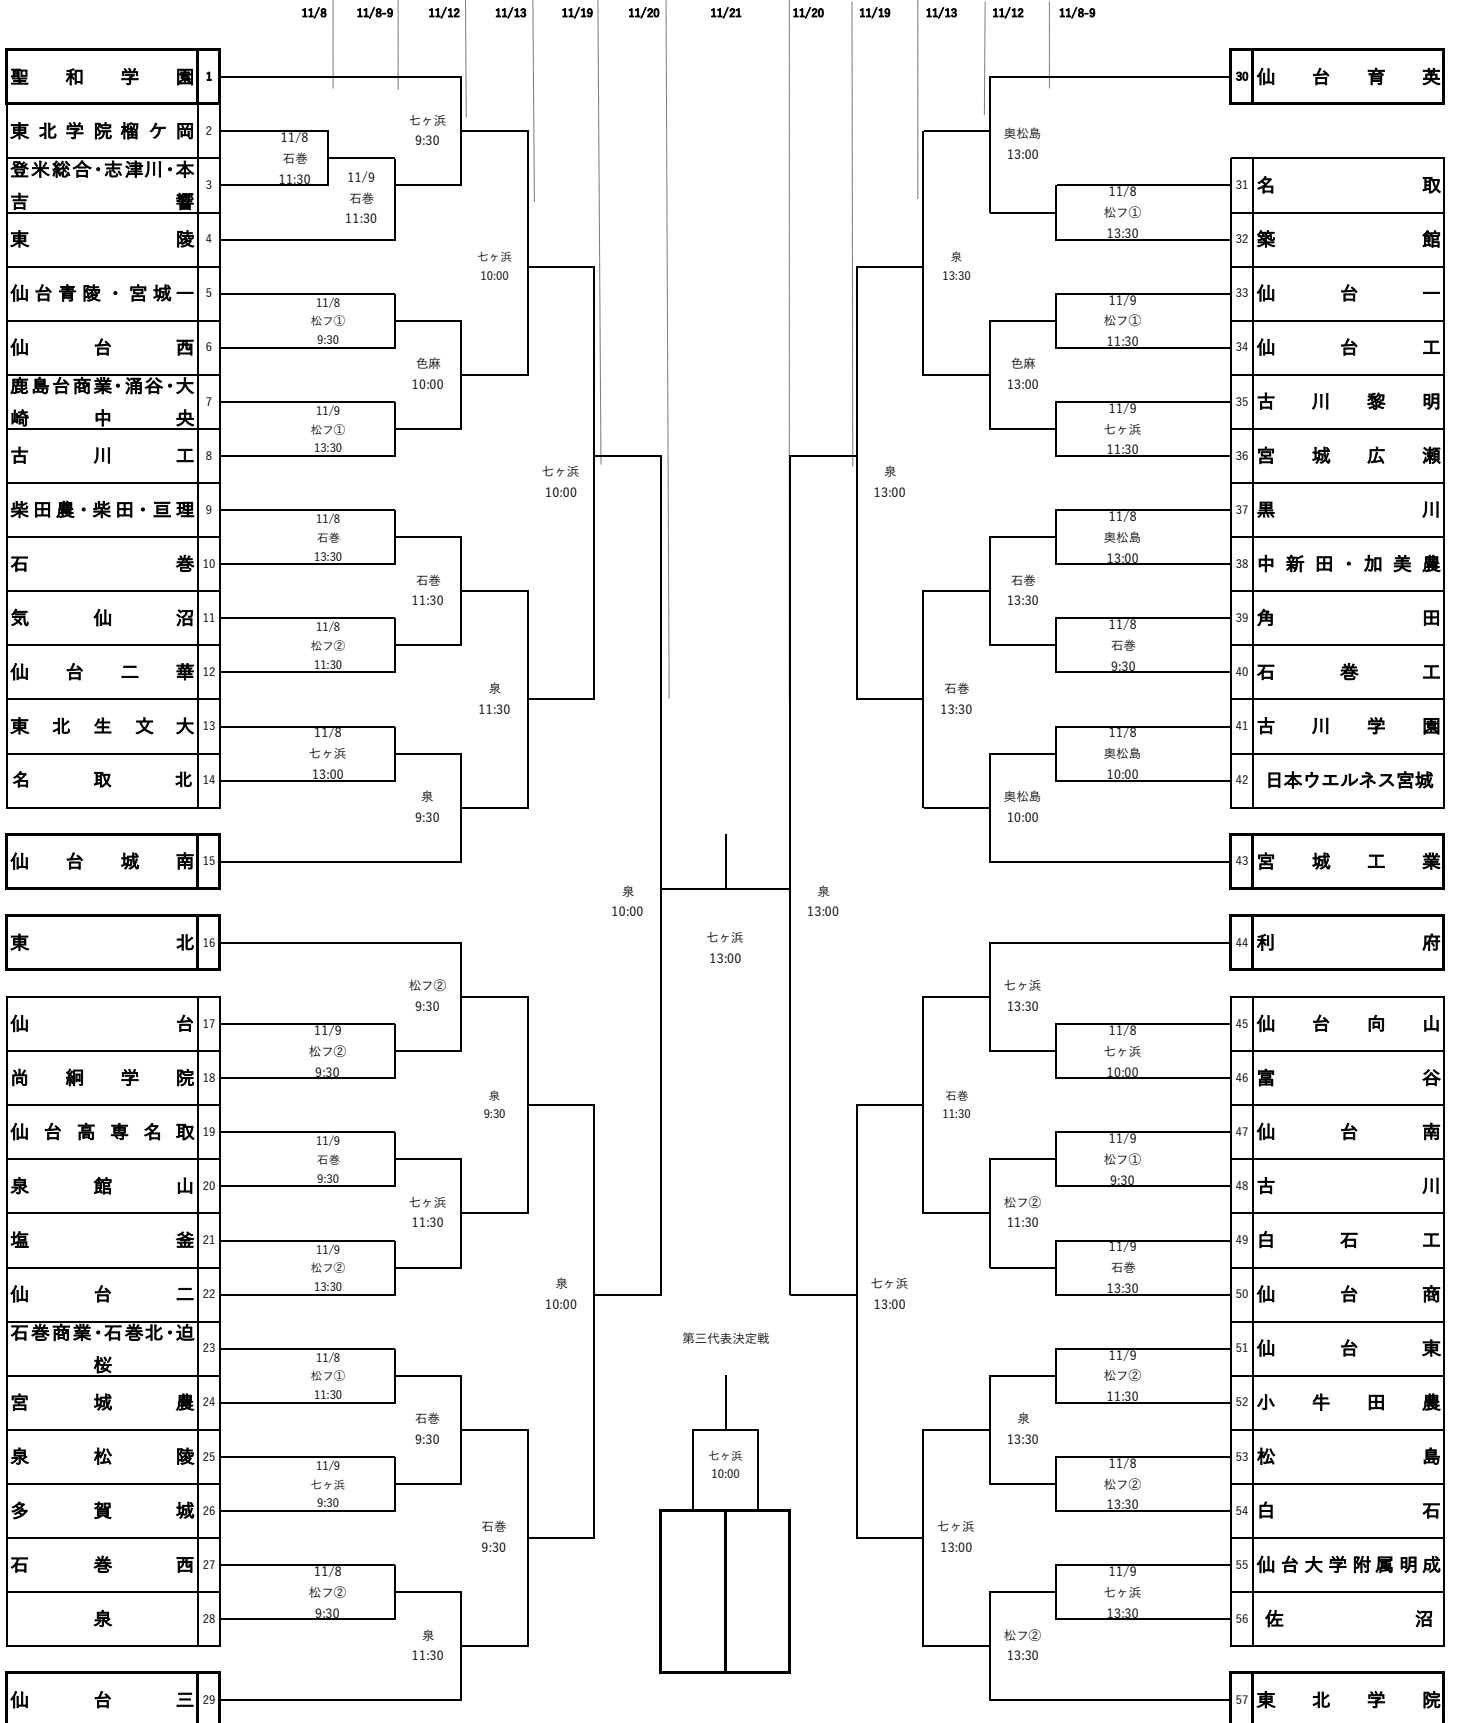 11/8 11/8-9 11/12 11/13 11/19 11/20 11/21 11/20 11/19 11/13 11/12 11/8-9
聖和学園 1
東北学院榴ケ岡 2
登米総合・志津川・本
吉響 3
東陵 4
仙台青陵・宮城一 5
仙台西 6
鹿島台商業・涌谷・大
崎中央 7
古川工 8
柴田農・柴田・亘理 9
石巻 10
気仙沼 11
仙台二華 12
東北生文大 13
名取北 14
仙台城南 15
東北 16
仙台 17
尚絅学院 18
仙台高専名取 19
泉館山 20
塩釜 21
仙台二 22
石巻商業・石巻北・迫
桜 23
宮城農 24
泉松陵 25
多賀城 26
石巻西 27
泉 28
仙台三 29
11/8
石巻
11:30
11/9
石巻
11:30
11/8
松フ①
9:30
11/9
松フ①
13:30
11/8
石巻
13:30
11/8
松フ②
11:30
11/8
七ヶ浜
13:00
11/9
松フ②
9:30
11/9
石巻
9:30
11/9
松フ②
13:30
11/8
松フ①
11:30
11/9
七ヶ浜
9:30
11/8
松フ②
9:30
七ヶ浜
9:30
色麻
10:00
石巻
11:30
泉
9:30
松フ②
9:30
七ヶ浜
11:30
石巻
9:30
泉
11:30
七ヶ浜
10:00
泉
11:30
泉
9:30
石巻
9:30
七ヶ浜
10:00
泉
10:00
泉
10:00
七ヶ浜
13:00
第三代表決定戦
七ヶ浜
10:00
泉
13:00
泉
13:00
七ヶ浜
13:00
泉
13:30
石巻
13:30
石巻
11:30
七ヶ浜
13:00
奥松島
13:00
色麻
13:00
石巻
13:30
奥松島
10:00
七ヶ浜
13:30
松フ②
11:30
泉
13:30
松フ②
13:30
11/8
松フ①
13:30
11/9
松フ①
11:30
11/9
七ヶ浜
11:30
11/8
奥松島
13:00
11/8
石巻
9:30
11/8
奥松島
10:00
11/8
七ヶ浜
10:00
11/9
松フ①
9:30
11/9
石巻
13:30
11/9
松フ②
11:30
11/8
松フ②
13:30
11/9
七ヶ浜
13:30
30 仙台育英
31 名取
32 築館
33 仙台一
34 仙台工
35 古川黎明
36 宮城広瀬
37 黒川
38 中新田・加美農
39 角田
40 石巻工
41 古川学園
42 日本ウエルネス宮城
43 宮城工業
44 利府
45 仙台向山
46 富谷
47 仙台南
48 古川
49 白石工
50 仙台商
51 仙台東
52 小牛田農
53 松島
54 白石
55 仙台大学附属明成
56 佐沼
57 東北学院